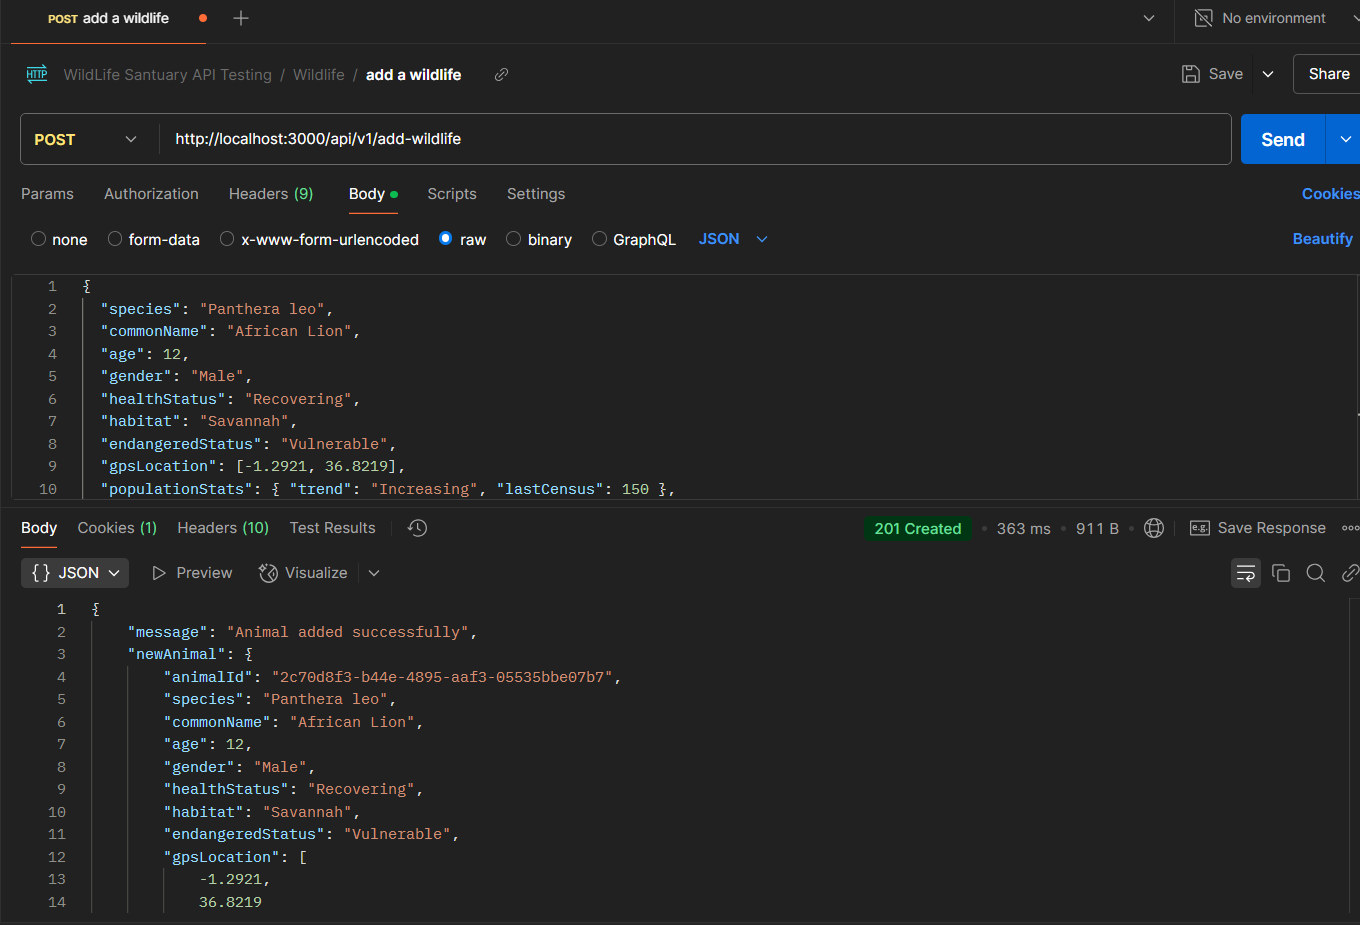 POST add a wildlife
No environment
HTTP WildLife Santuary API Testing / Wildlife / add a wildlife
Save
Share
POST http://localhost:3000/api/v1/add-wildlife
Send
Params Authorization Headers (9) Body Scripts Settings Cookies
none form-data x-www-form-urlencoded raw binary GraphQL JSON Beautify
1 {
2 "species": "Panthera leo",
3 "commonName": "African Lion",
4 "age": 12,
5 "gender": "Male",
6 "healthStatus": "Recovering",
7 "habitat": "Savannah",
8 "endangeredStatus": "Vulnerable",
9 "gpsLocation": [-1.2921, 36.8219],
10 "populationStats": { "trend": "Increasing", "lastCensus": 150 },
Body Cookies (1) Headers (10) Test Results 201 Created 363 ms 911 B e.g. Save Response
{} JSON Preview Visualize
1 {
2 "message": "Animal added successfully",
3 "newAnimal": {
4 "animalId": "2c70d8f3-b44e-4895-aaf3-05535bbe07b7",
5 "species": "Panthera leo",
6 "commonName": "African Lion",
7 "age": 12,
8 "gender": "Male",
9 "healthStatus": "Recovering",
10 "habitat": "Savannah",
11 "endangeredStatus": "Vulnerable",
12 "gpsLocation": [
13 -1.2921,
14 36.8219